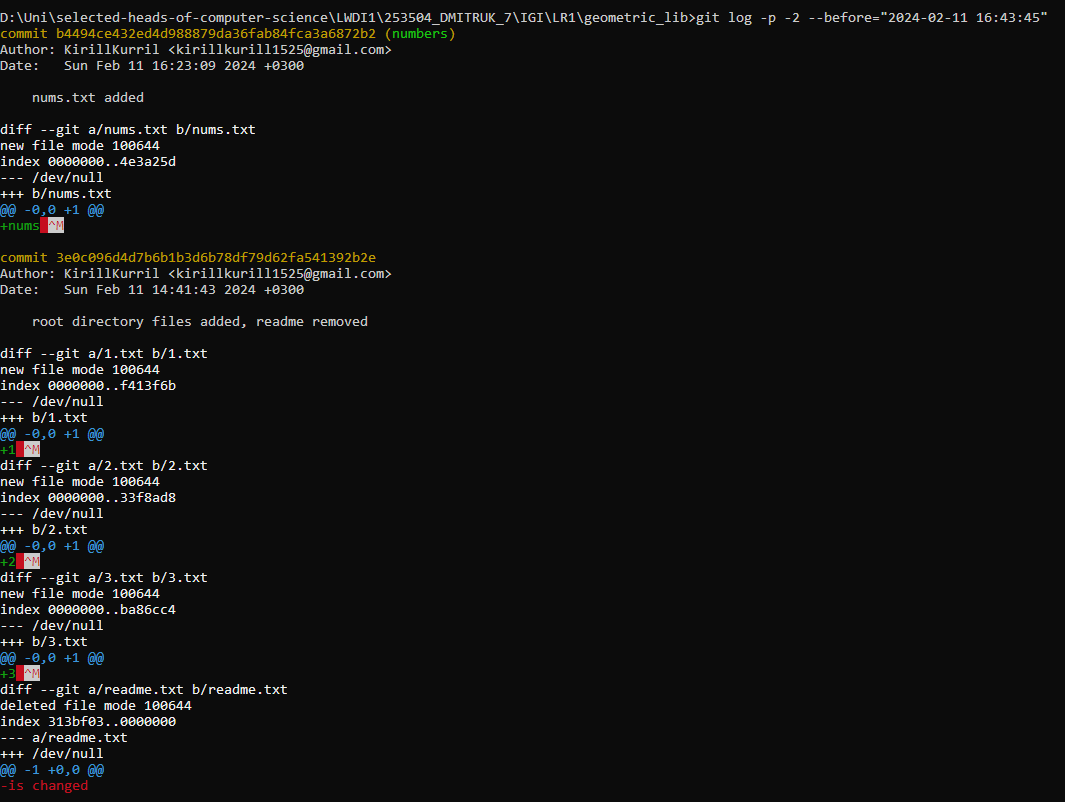 D:\Uni\selected-heads-of-computer-science\LWDI1\253504_DMITRUK_7\IGI\LR1\geometric_lib>git log -p -2 --before="2024-02-11 16:43:45"
commit b4494ce432ed4d988879da36fab84fca3a6872b2 (numbers)
Author: KirillKurril <kirillkurill1525@gmail.com>
Date:   Sun Feb 11 16:23:09 2024 +0300

    nums.txt added

diff --git a/nums.txt b/nums.txt
new file mode 100644
index 0000000..4e3a25d
--- /dev/null
+++ b/nums.txt
@@ -0,0 +1 @@
+nums ^M

commit 3e0c096d4d7b6b1b3d6b78df79d62fa541392b2e
Author: KirillKurril <kirillkurill1525@gmail.com>
Date:   Sun Feb 11 14:41:43 2024 +0300

    root directory files added, readme removed

diff --git a/1.txt b/1.txt
new file mode 100644
index 0000000..f413f6b
--- /dev/null
+++ b/1.txt
@@ -0,0 +1 @@
+1 ^M
diff --git a/2.txt b/2.txt
new file mode 100644
index 0000000..33f8ad8
--- /dev/null
+++ b/2.txt
@@ -0,0 +1 @@
+2 ^M
diff --git a/3.txt b/3.txt
new file mode 100644
index 0000000..ba86cc4
--- /dev/null
+++ b/3.txt
@@ -0,0 +1 @@
+3 ^M
diff --git a/readme.txt b/readme.txt
deleted file mode 100644
index 313bf03..0000000
--- a/readme.txt
+++ /dev/null
@@ -1 +0,0 @@
-is changed